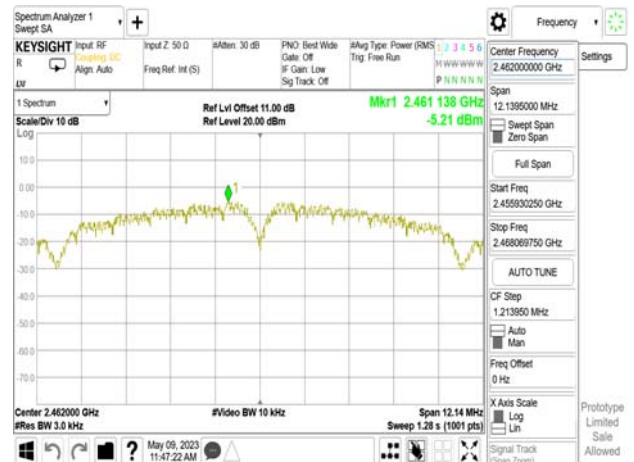 Spectrum Analyzer 1
Swept SA
+
Frequency
KEYSIGHT
R
Input: RF
Coupling: DC
Align: Auto
Input Z: 50 Ω
Freq Ref: Int (S)
#Atten: 30 dB
PNO: Best Wide
Gate: Off
IF Gain: Low
Sig Track: Off
#Avg Type: Power (RMS
Trig: Free Run
1 2 3 4 5 6
M W W W W W
P N N N N N
1 Spectrum
Scale/Div 10 dB
Log
Ref Lvl Offset 11.00 dB
Ref Level 20.00 dBm
Mkr1 2.461 138 GHz
-5.21 dBm
10.0
0.00
-10.0
-20.0
-30.0
-40.0
-50.0
-60.0
-70.0
1
Center 2.462000 GHz
#Res BW 3.0 kHz
#Video BW 10 kHz
Span 12.14 MHz
Sweep 1.28 s (1001 pts)
?
May 09, 2023
11:47:22 AM
Center Frequency
2.462000000 GHz
Span
12.1395000 MHz
Swept Span
Zero Span
Full Span
Start Freq
2.455930250 GHz
Stop Freq
2.468069750 GHz
AUTO TUNE
CF Step
1.213950 MHz
Auto
Man
Freq Offset
0 Hz
X Axis Scale
Log
Lin
Signal Track
(Span Zoom)
Settings
Prototype
Limited
Sale
Allowed